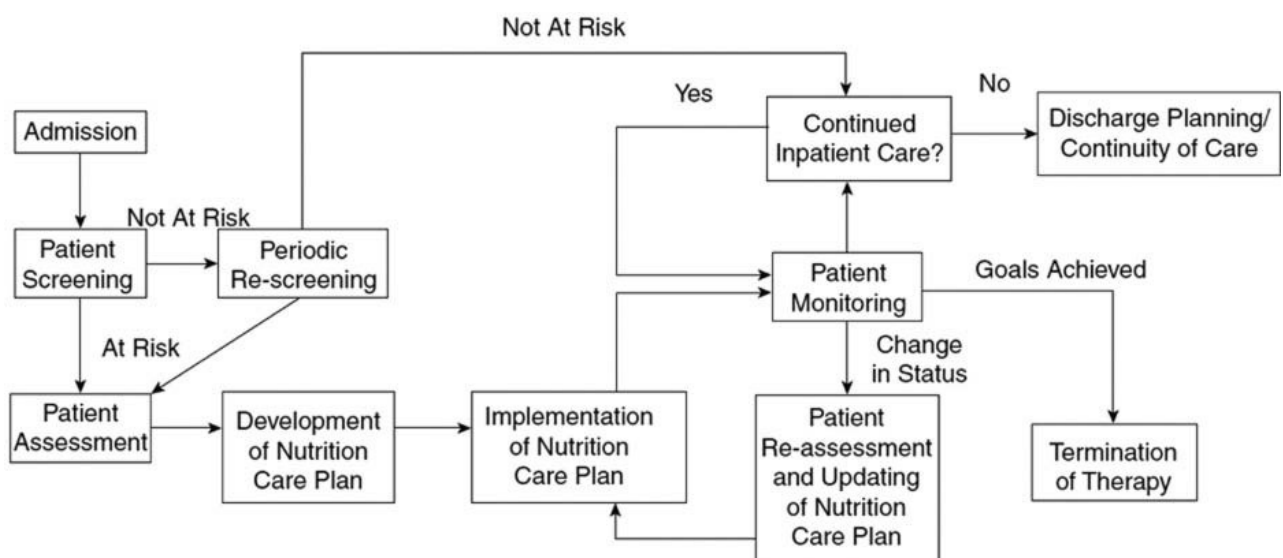 Not At Risk
Admission
Yes
Continued
Inpatient Care?
No
Discharge Planning/
Continuity of Care
Not At Risk
Patient
Screening
Periodic
Re-screening
Patient
Monitoring
Goals Achieved
At Risk
Change
in Status
Patient
Assessment
Development
of Nutrition
Care Plan
Implementation
of Nutrition
Care Plan
Patient
Re-assessment
and Updating
of Nutrition
Care Plan
Termination
of Therapy